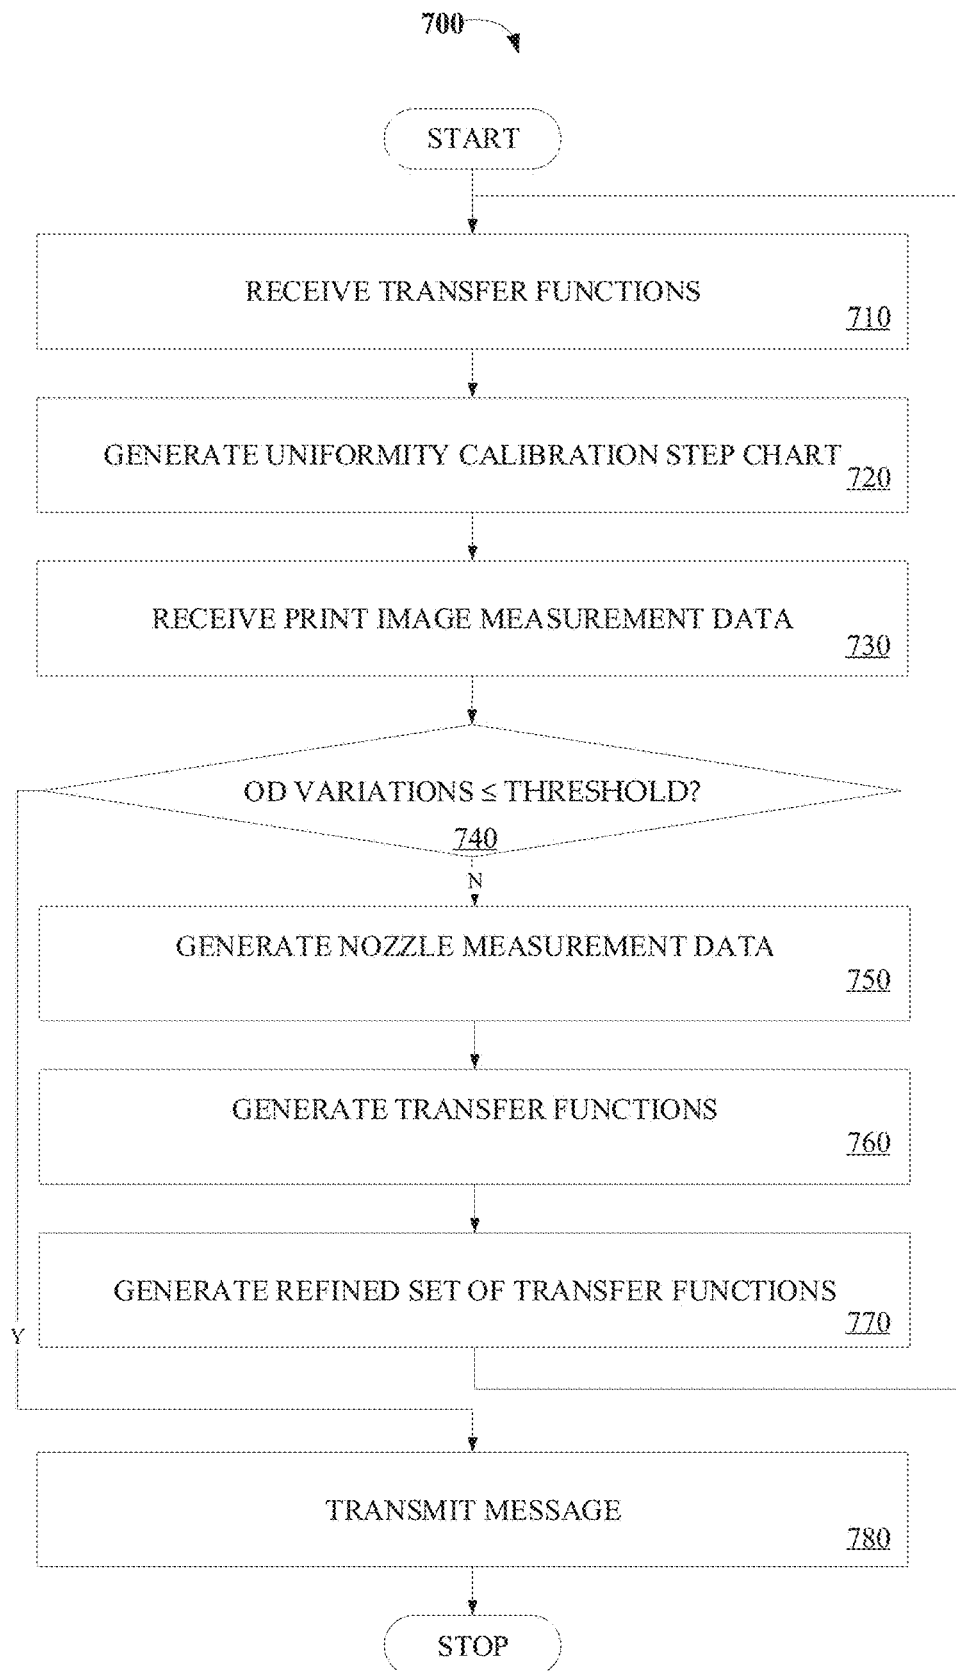 700
START
RECEIVE TRANSFER FUNCTIONS
710
GENERATE UNIFORMITY CALIBRATION STEP CHART
720
RECEIVE PRINT IMAGE MEASUREMENT DATA
730
OD VARIATIONS ≤ THRESHOLD?
740
N
GENERATE NOZZLE MEASUREMENT DATA
750
GENERATE TRANSFER FUNCTIONS
760
GENERATE REFINED SET OF TRANSFER FUNCTIONS
770
Y
TRANSMIT MESSAGE
780
STOP